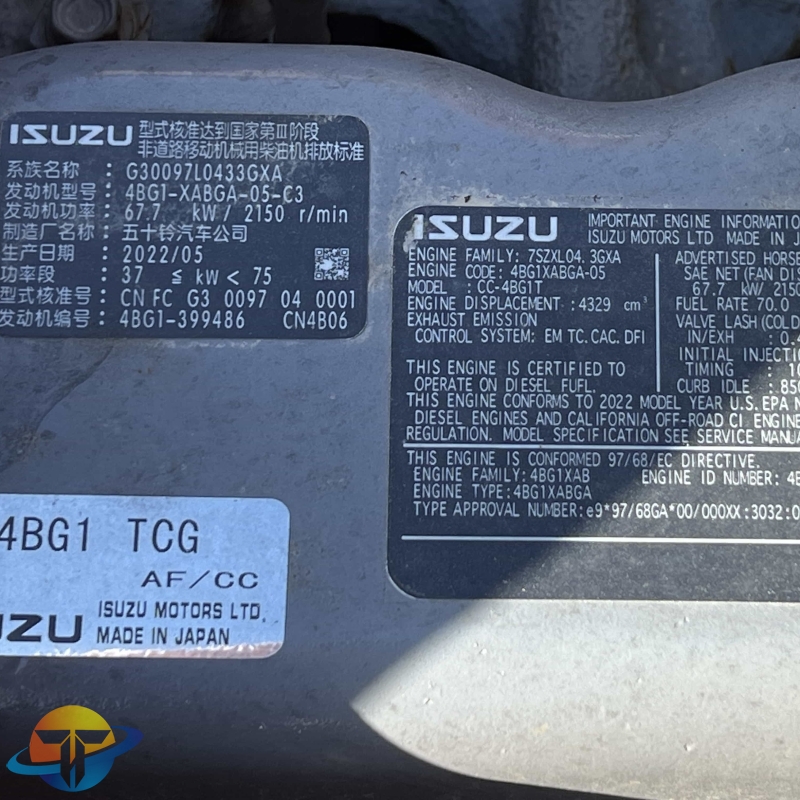 ISUZU 型式核准达到国家第Ⅲ阶段
非道路移动机械用柴油机排放标准
系族名称 : G30097L0433GXA
发动机型号: 4BG1-XABGA-05-C3
发动机功率: 67.7 kW/ 2150 r/min
制造厂名称: 五十铃汽车公司
生产日期 : 2022/05
功率段 : 37 ≦ kW < 75
型式核准号: CN FC G3 0097 04 0001
发动机编号: 4BG1-399486 CN4B06
ISUZU IMPORTANT ENGINE INFORMATIO
ISUZU MOTORS LTD MADE IN J
ENGINE FAMILY: 7SZXL04.3GXA
ENGINE CODE: 4BG1XABGA-05
MODEL : CC-4BG1T
ENGINE DISPLACEMENT: 4329 cm³
EXHAUST EMISSION
CONTROL SYSTEM: EM TC. CAC. DFI
THIS ENGINE IS CERTIFIED TO
OPERATE ON DIESEL FUEL.
ADVERTISED HORSE
SAE NET (FAN DIS
67.7 kW/ 2150
FUEL RATE 70.0
VALVE LASH (COLD
IN/EXH : 0.4
INITIAL INJECTI
TIMING : 10
CURB IDLE : 850
THIS ENGINE CONFORMS TO 2022 MODEL YEAR U.S. EPA N
DIESEL ENGINES AND CALIFORNIA OFF-ROAD CI ENGINE
REGULATION. MODEL SPECIFICATION SEE SERVICE MANUA
THIS ENGINE IS CONFORMED 97/68/EC DIRECTIVE.
ENGINE FAMILY: 4BG1XAB ENGINE ID NUMBER: 4B
ENGINE TYPE: 4BG1XABGA
TYPE APPROVAL NUMBER: e9*97/68GA*00/000XX:3032:0
4BG1 TCG
AF/CC
UZU ISUZU MOTORS LTD.
MADE IN JAPAN